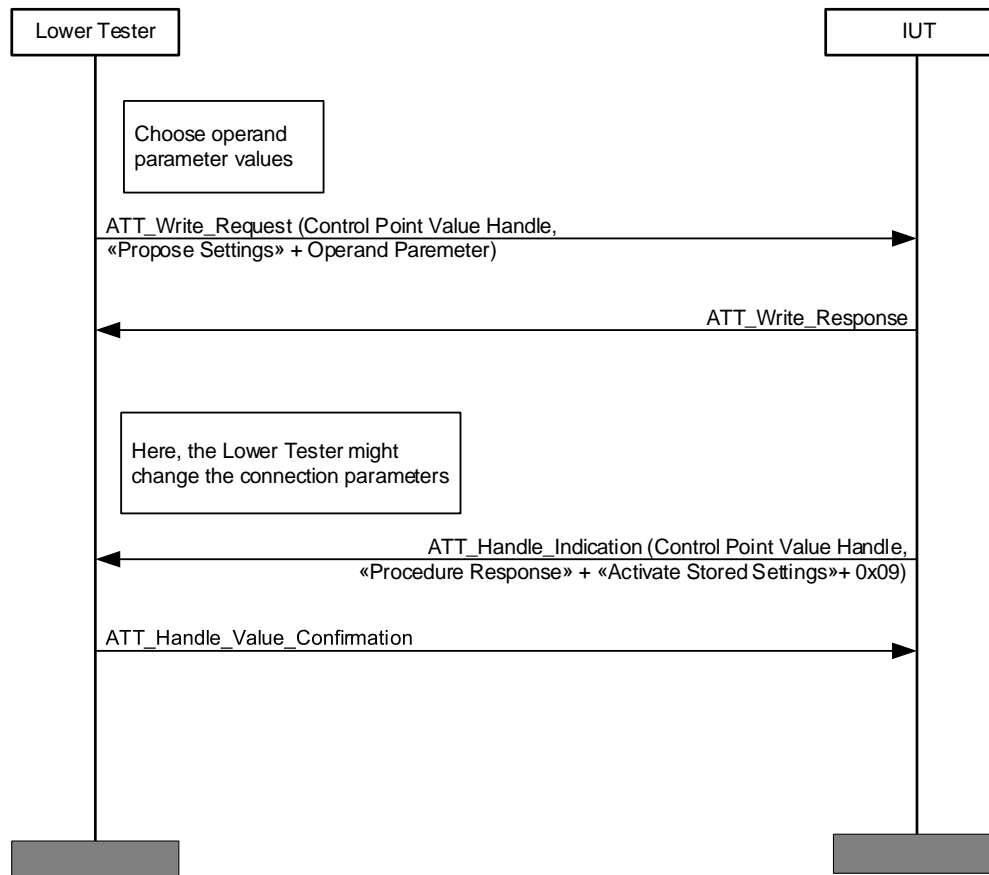 Lower Tester
IUT
Choose operand
parameter values
ATT_Write_Request (Control Point Value Handle,
«Propose Settings» + Operand Paremeter)
ATT_Write_Response
Here, the Lower Tester might
change the connection parameters
ATT_Handle_Indication (Control Point Value Handle,
«Procedure Response» + «Activate Stored Settings»+ 0x09)
ATT_Handle_Value_Confirmation